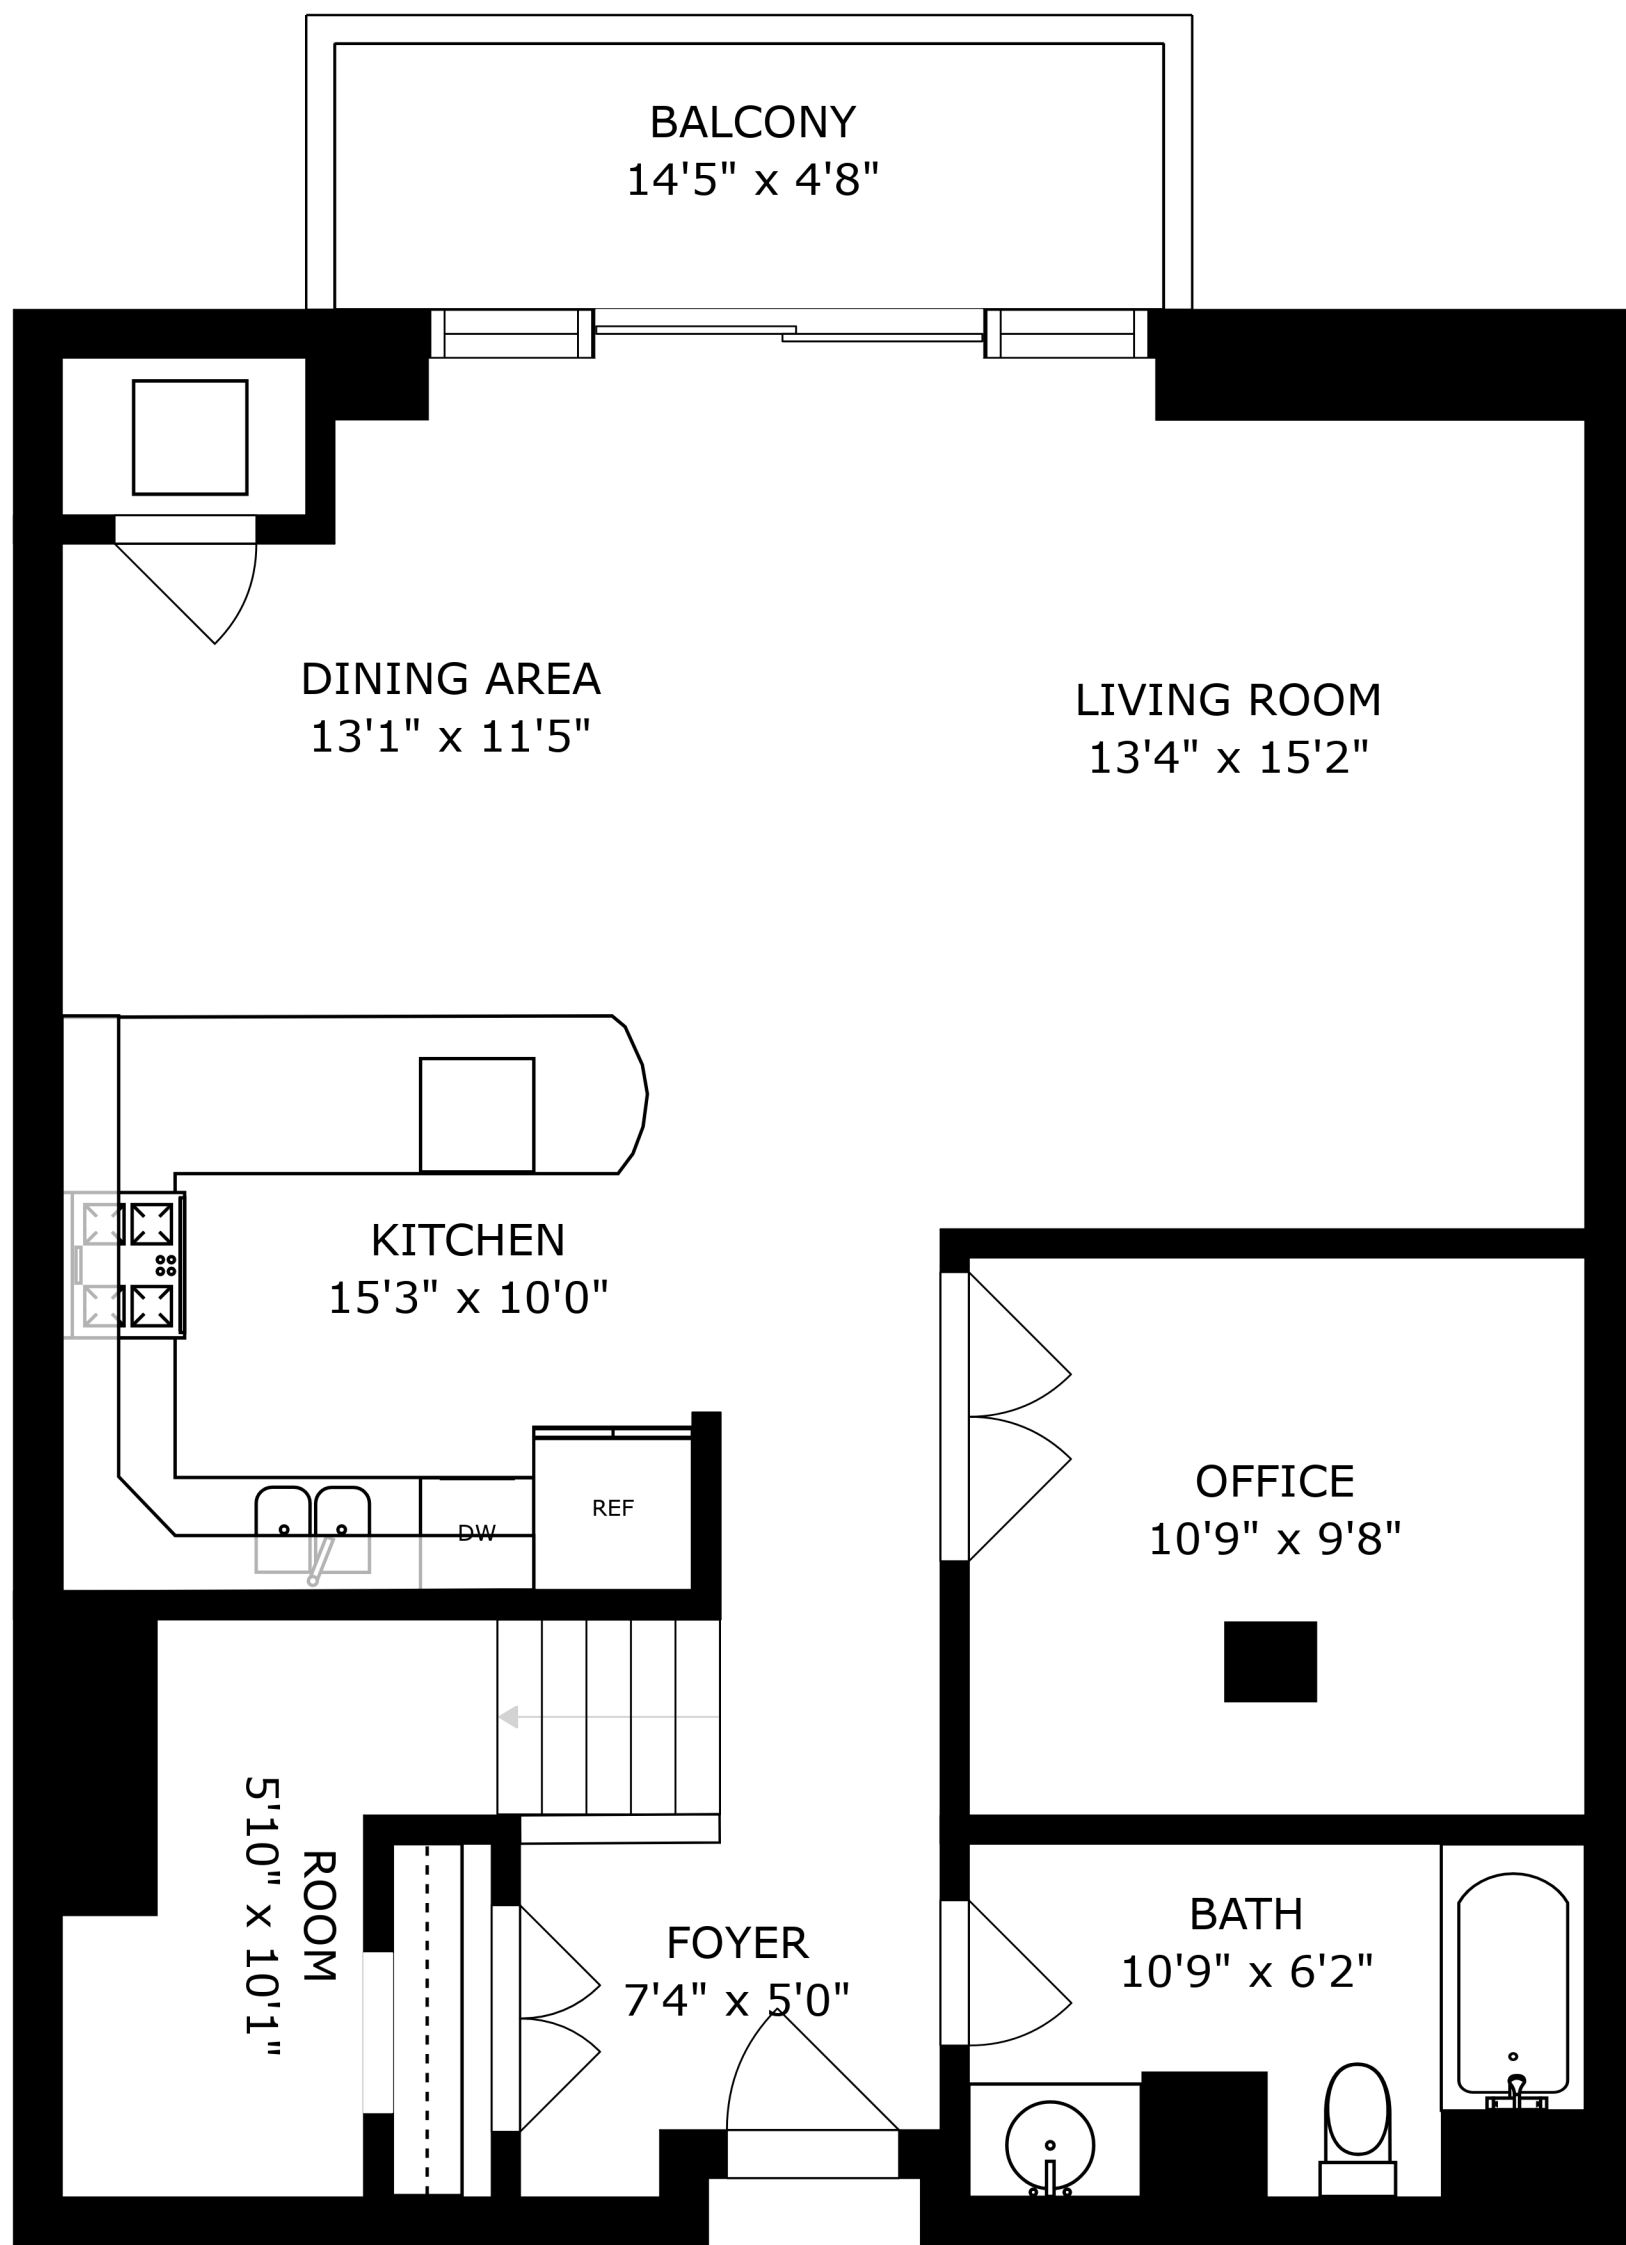 BALCONY
14'5" x 4'8"
DINING AREA
13'1" x 11'5"
LIVING ROOM
13'4" x 15'2"
KITCHEN
15'3" x 10'0"
REF
DW
OFFICE
10'9" x 9'8"
ROOM
5'10" x 10'1"
FOYER
7'4" x 5'0"
BATH
10'9" x 6'2"